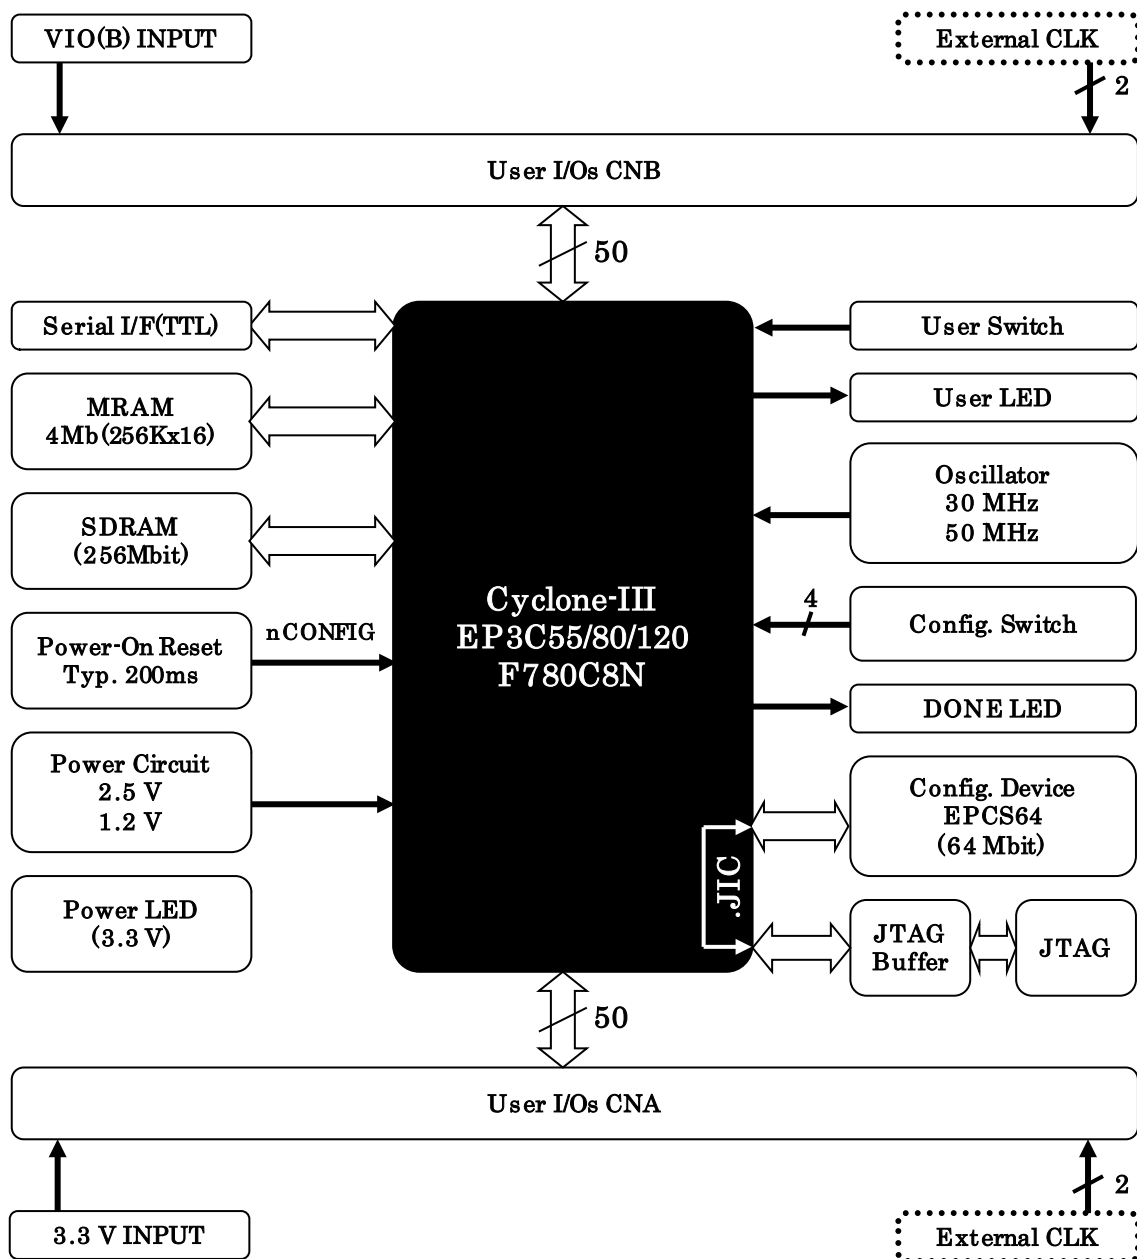 VIO(B) INPUT
External CLK
2
User I/Os CNB
50
Serial I/F(TTL)
User Switch
MRAM
4Mb(256Kx16)
User LED
Oscillator
30 MHz
50 MHz
SDRAM
(256Mbit)
Cyclone-III
EP3C55/80/120
F780C8N
Power-On Reset
Typ. 200ms
nCONFIG
4
Config. Switch
DONE LED
Power Circuit
2.5 V
1.2 V
Config. Device
EPCS64
(64 Mbit)
.JIC
Power LED
(3.3 V)
JTAG
Buffer
JTAG
50
User I/Os CNA
2
3.3 V INPUT
External CLK